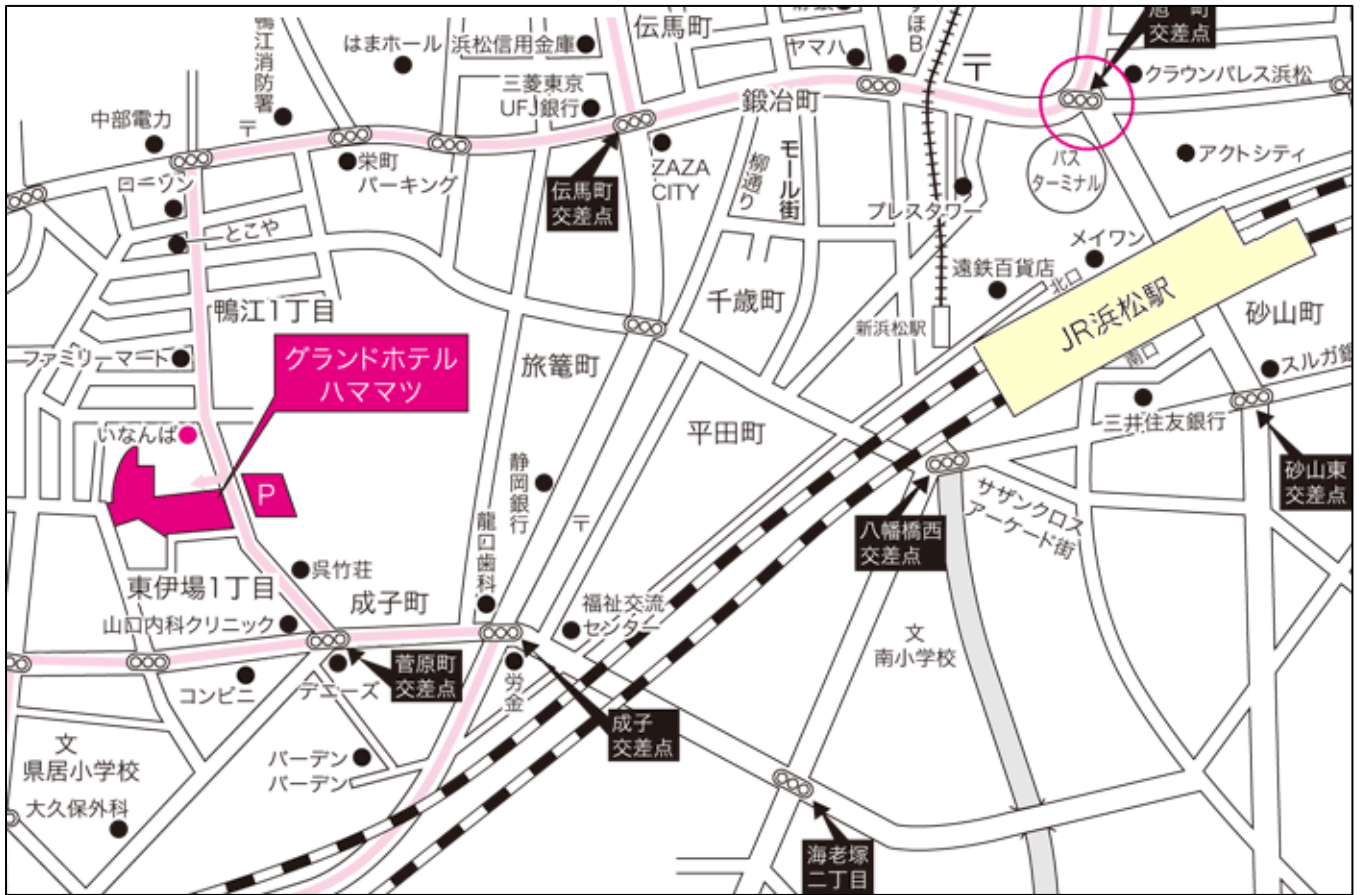 鴨江消防署
はまホール
浜松信用金庫
伝馬町
ヤマハ
ずほB
〒
旭 町
交差点
クラウンパレス浜松
三菱東京
UFJ銀行
鍛冶町
中部電力
〒
栄町
パーキング
ZAZA
CITY
柳通り
モール街
バス
ターミナル
アクトシティ
ローソン
伝馬町
交差点
プレスタワー
とこや
メイワン
遠鉄百貨店
北口
鴨江1丁目
千歳町
新浜松駅
JR浜松駅
砂山町
南口
ファミリーマート
グランドホテル
ハママツ
旅篭町
スルガ銀
いなんば
平田町
三井住友銀行
P
静岡銀行
〒
砂山東
交差点
サザンクロス
アーケード街
八幡橋西
交差点
龍口歯科
呉竹荘
東伊場1丁目
成子町
福祉交流
センター
山口内科クリニック
文
南小学校
菅原町
交差点
コンビニ
デニーズ
労金
成子
交差点
文
県居小学校
バーデン
バーデン
大久保外科
海老塚
二丁目